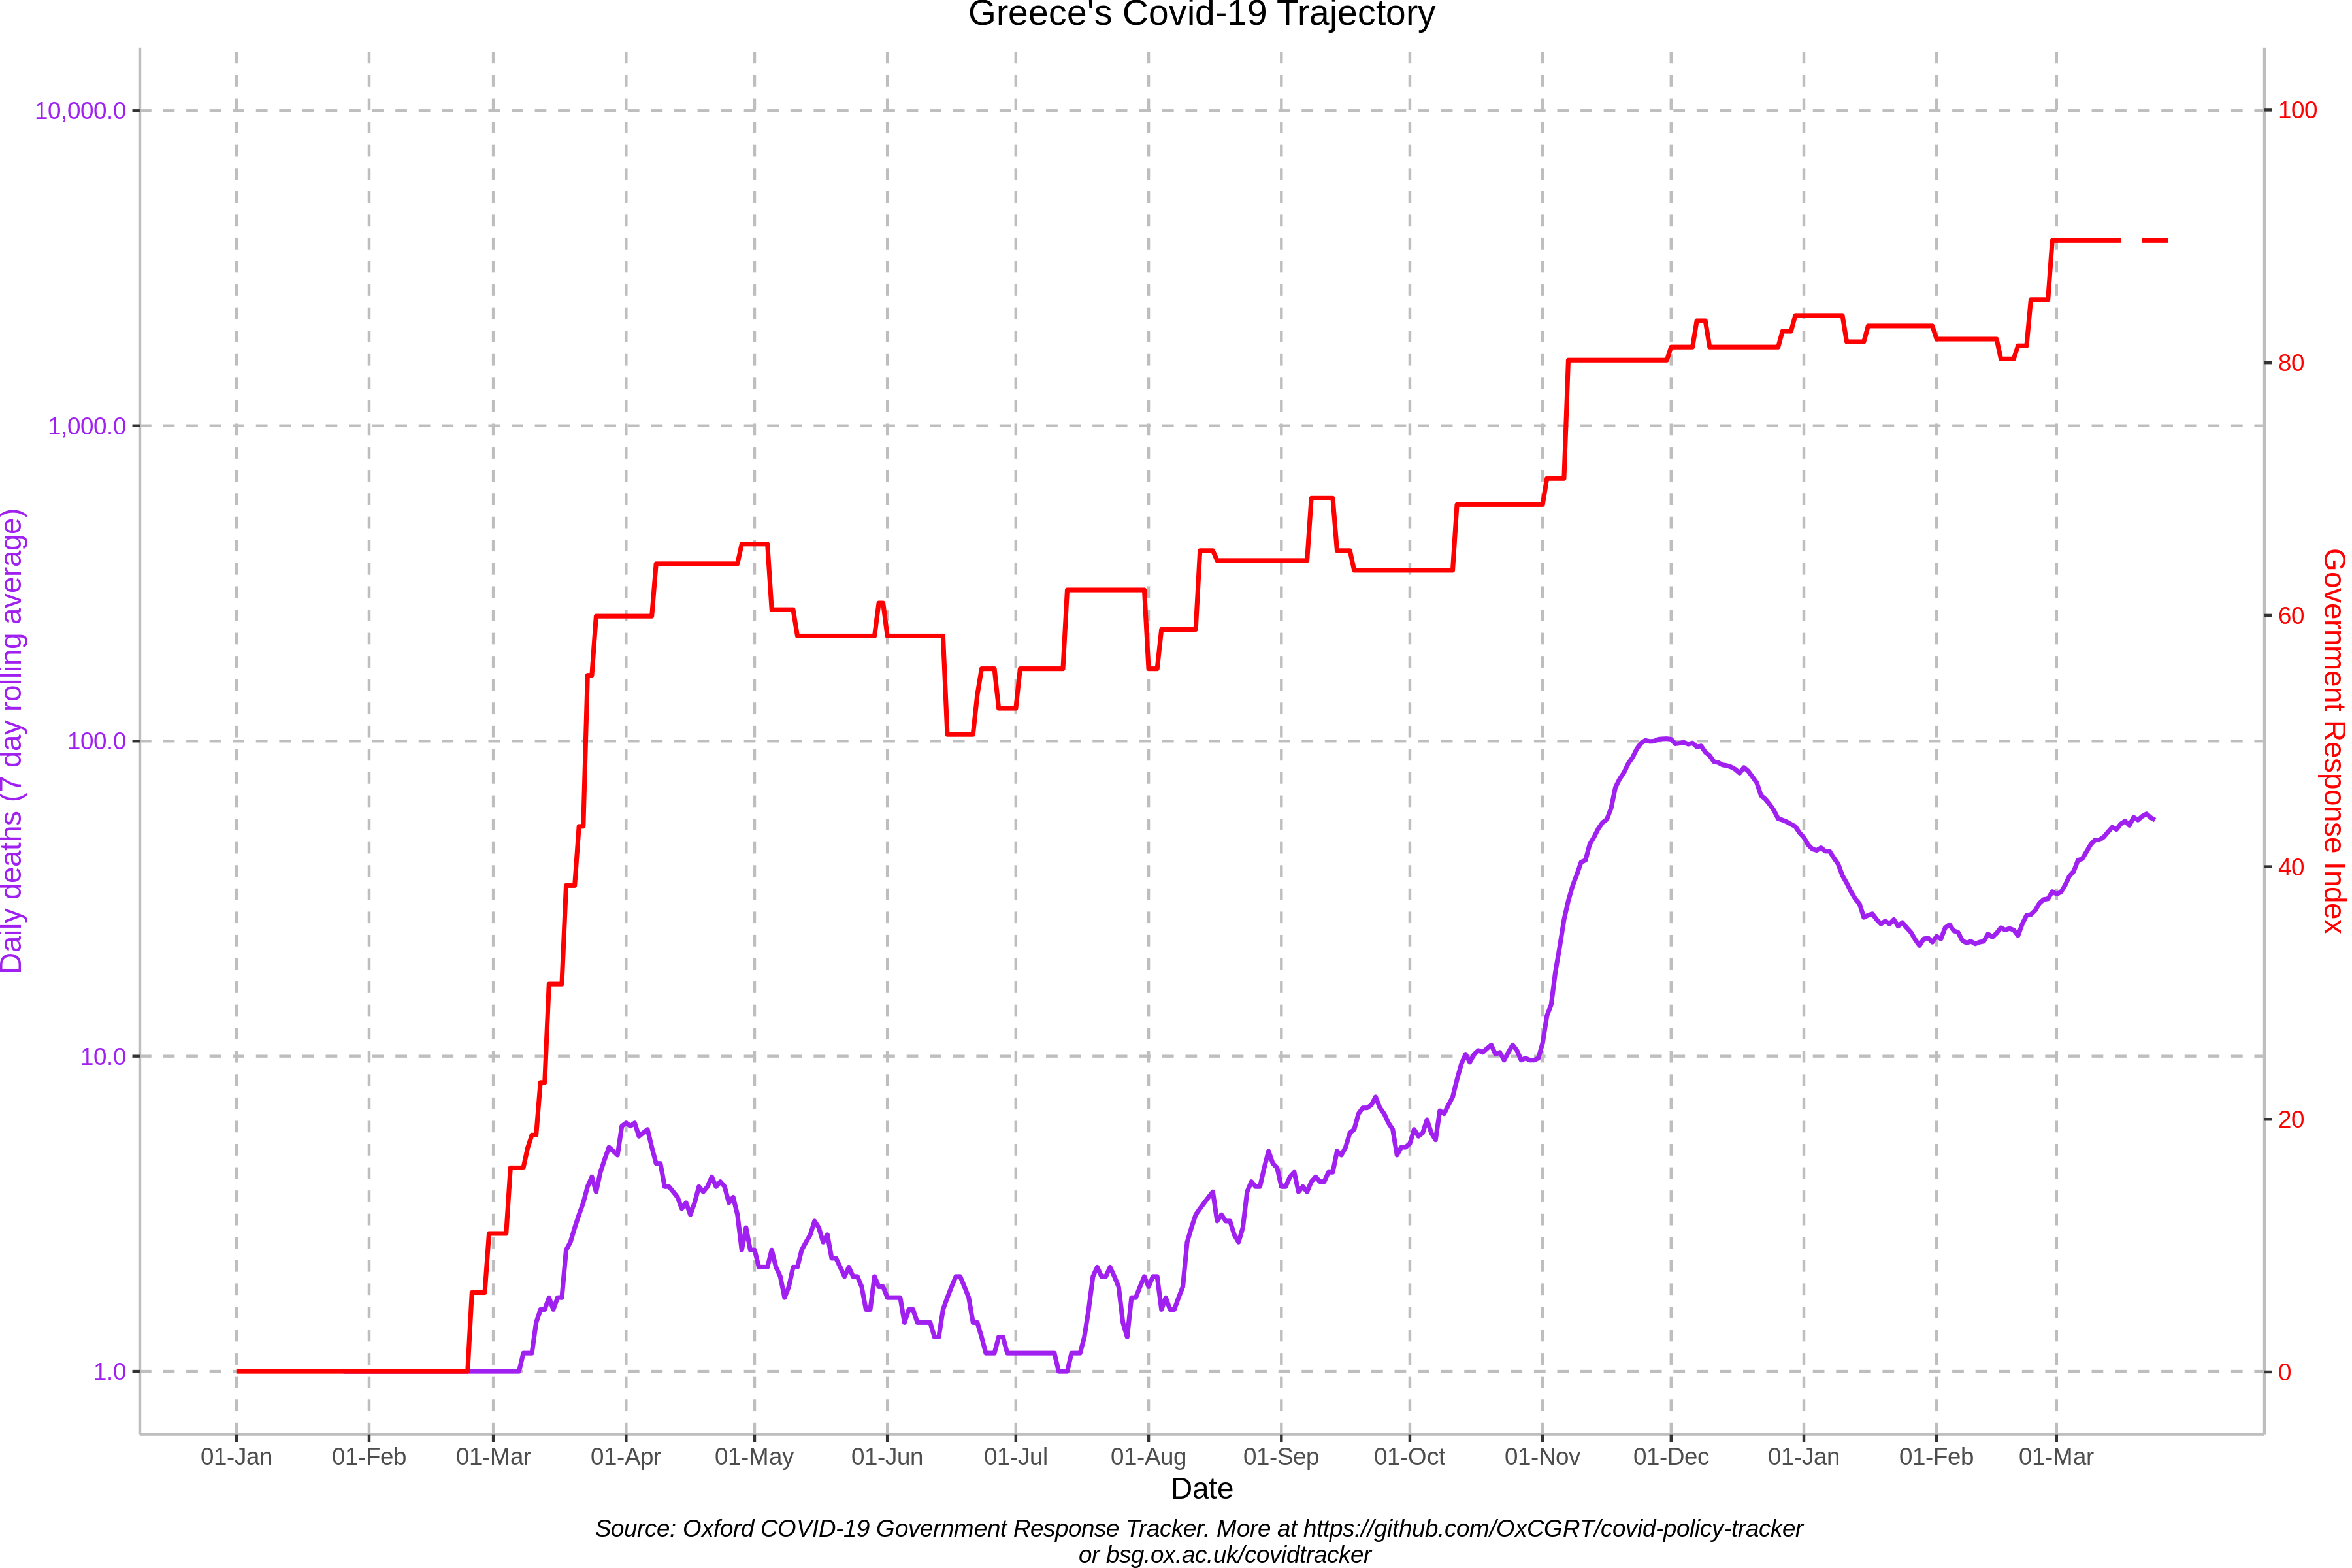 Greece's Covid-19 Trajectory
10,000.0
1,000.0
100.0
10.0
1.0
Daily deaths (7 day rolling average)
100
80
60
40
20
0
Government Response Index
01-Jan 01-Feb 01-Mar 01-Apr 01-May 01-Jun 01-Jul 01-Aug 01-Sep 01-Oct 01-Nov 01-Dec 01-Jan 01-Feb 01-Mar
Date
Source: Oxford COVID-19 Government Response Tracker. More at https://github.com/OxCGRT/covid-policy-tracker
or bsg.ox.ac.uk/covidtracker